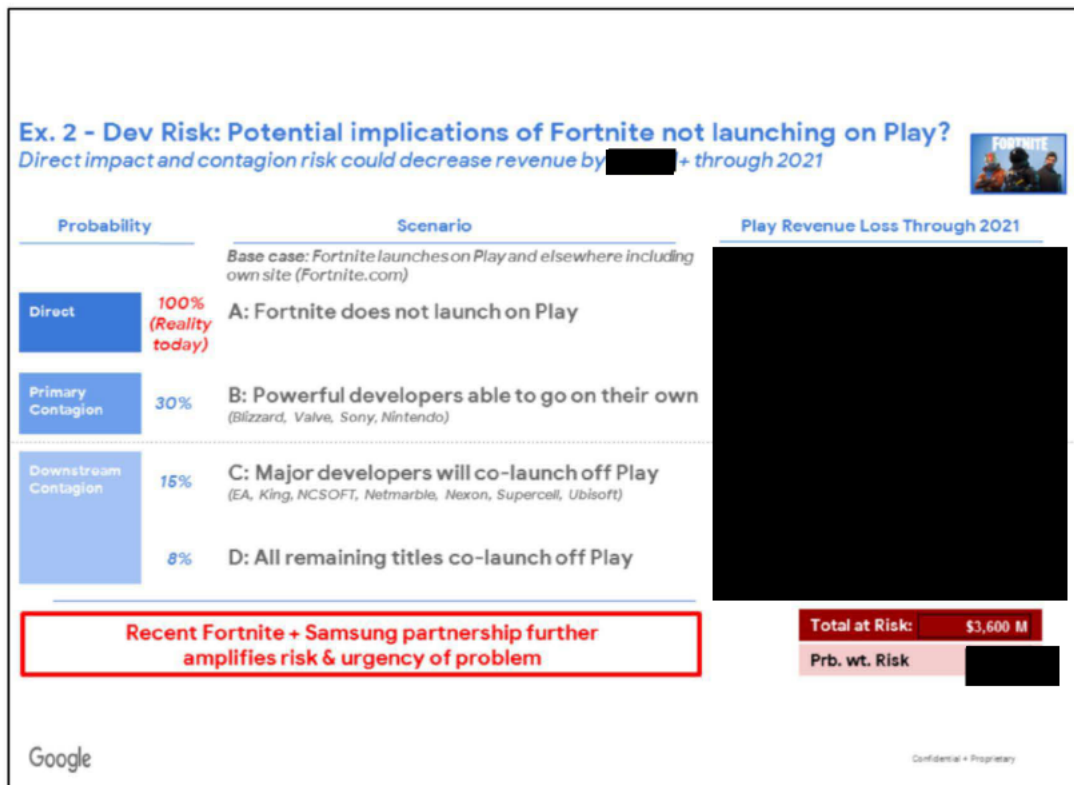 Ex. 2 - Dev Risk: Potential implications of Fortnite not launching on Play?
Direct impact and contagion risk could decrease revenue by + through 2021
FORTNITE
Probability
Scenario
Play Revenue Loss Through 2021
Base case: Fortnite launches on Play and elsewhere including
own site (Fortnite.com)
Direct
100%
(Reality
today)
A: Fortnite does not launch on Play
Primary
Contagion
30%
B: Powerful developers able to go on their own
(Blizzard, Valve, Sony, Nintendo)
Downstream
Contagion
15%
C: Major developers will co-launch off Play
(EA, King, NCSOFT, Netmarble, Nexon, Supercell, Ubisoft)
8%
D: All remaining titles co-launch off Play
Recent Fortnite + Samsung partnership further
amplifies risk & urgency of problem
Total at Risk: $3,600 M
Prb. wt. Risk
Google
Confidential + Proprietary